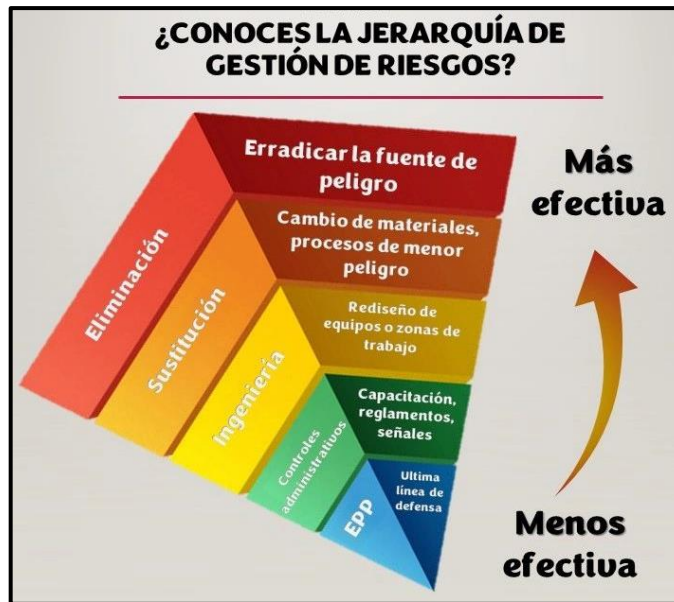 ¿CONOCES LA JERARQUÍA DE
GESTIÓN DE RIESGOS?
Erradicar la fuente de
peligro
Más
efectiva
Eliminación
Cambio de materiales,
procesos de menor
peligro
Sustitución
Rediseño de
equipos o zonas de
trabajo
Ingeniería
Capacitación,
reglamentos,
señales
Controles
administrativos
Ultima
línea de
defensa
EPP
Menos
efectiva